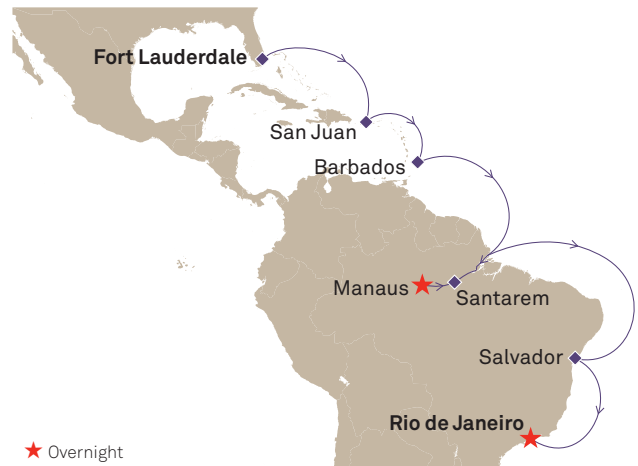 Fort Lauderdale
San Juan
Barbados
Manaus
Santarem
Salvador
Rio de Janeiro
Overnight